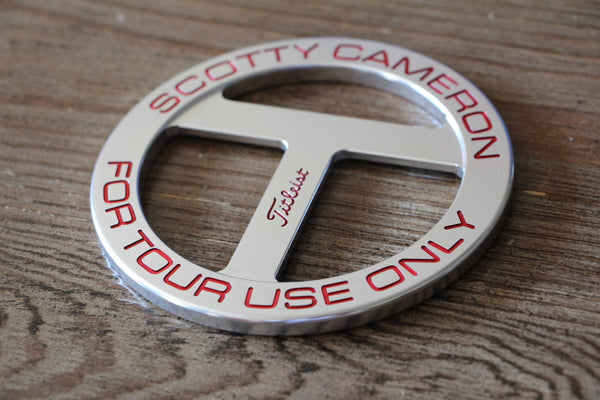 SCOTTY CAMERON
Titleist
FOR TOUR USE ONLY